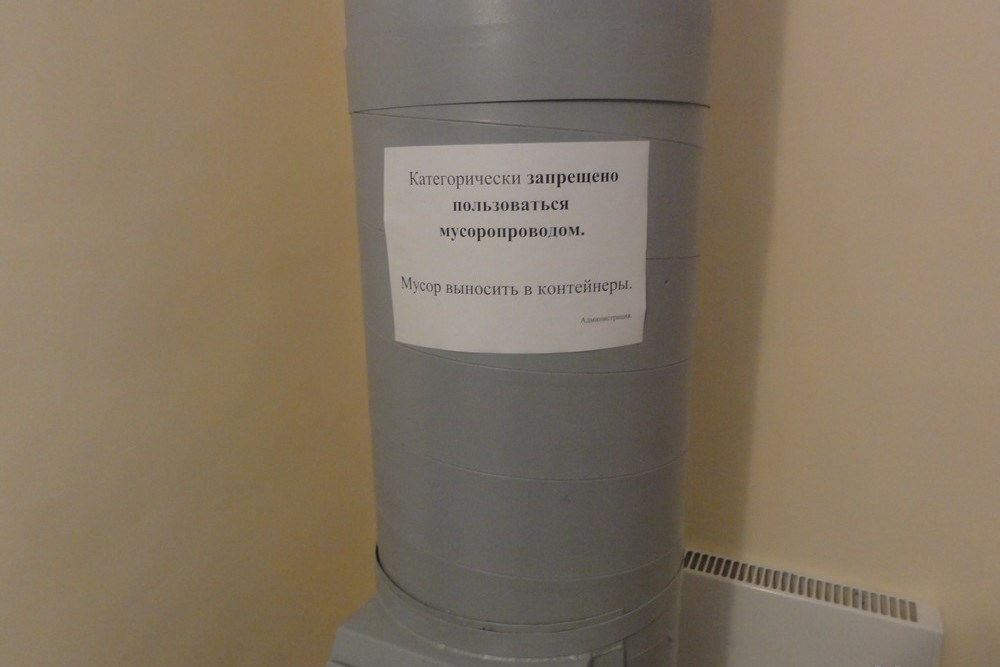 Категорически запрещено
пользоваться
мусоропроводом.
Мусор выносить в контейнеры.
Администрация